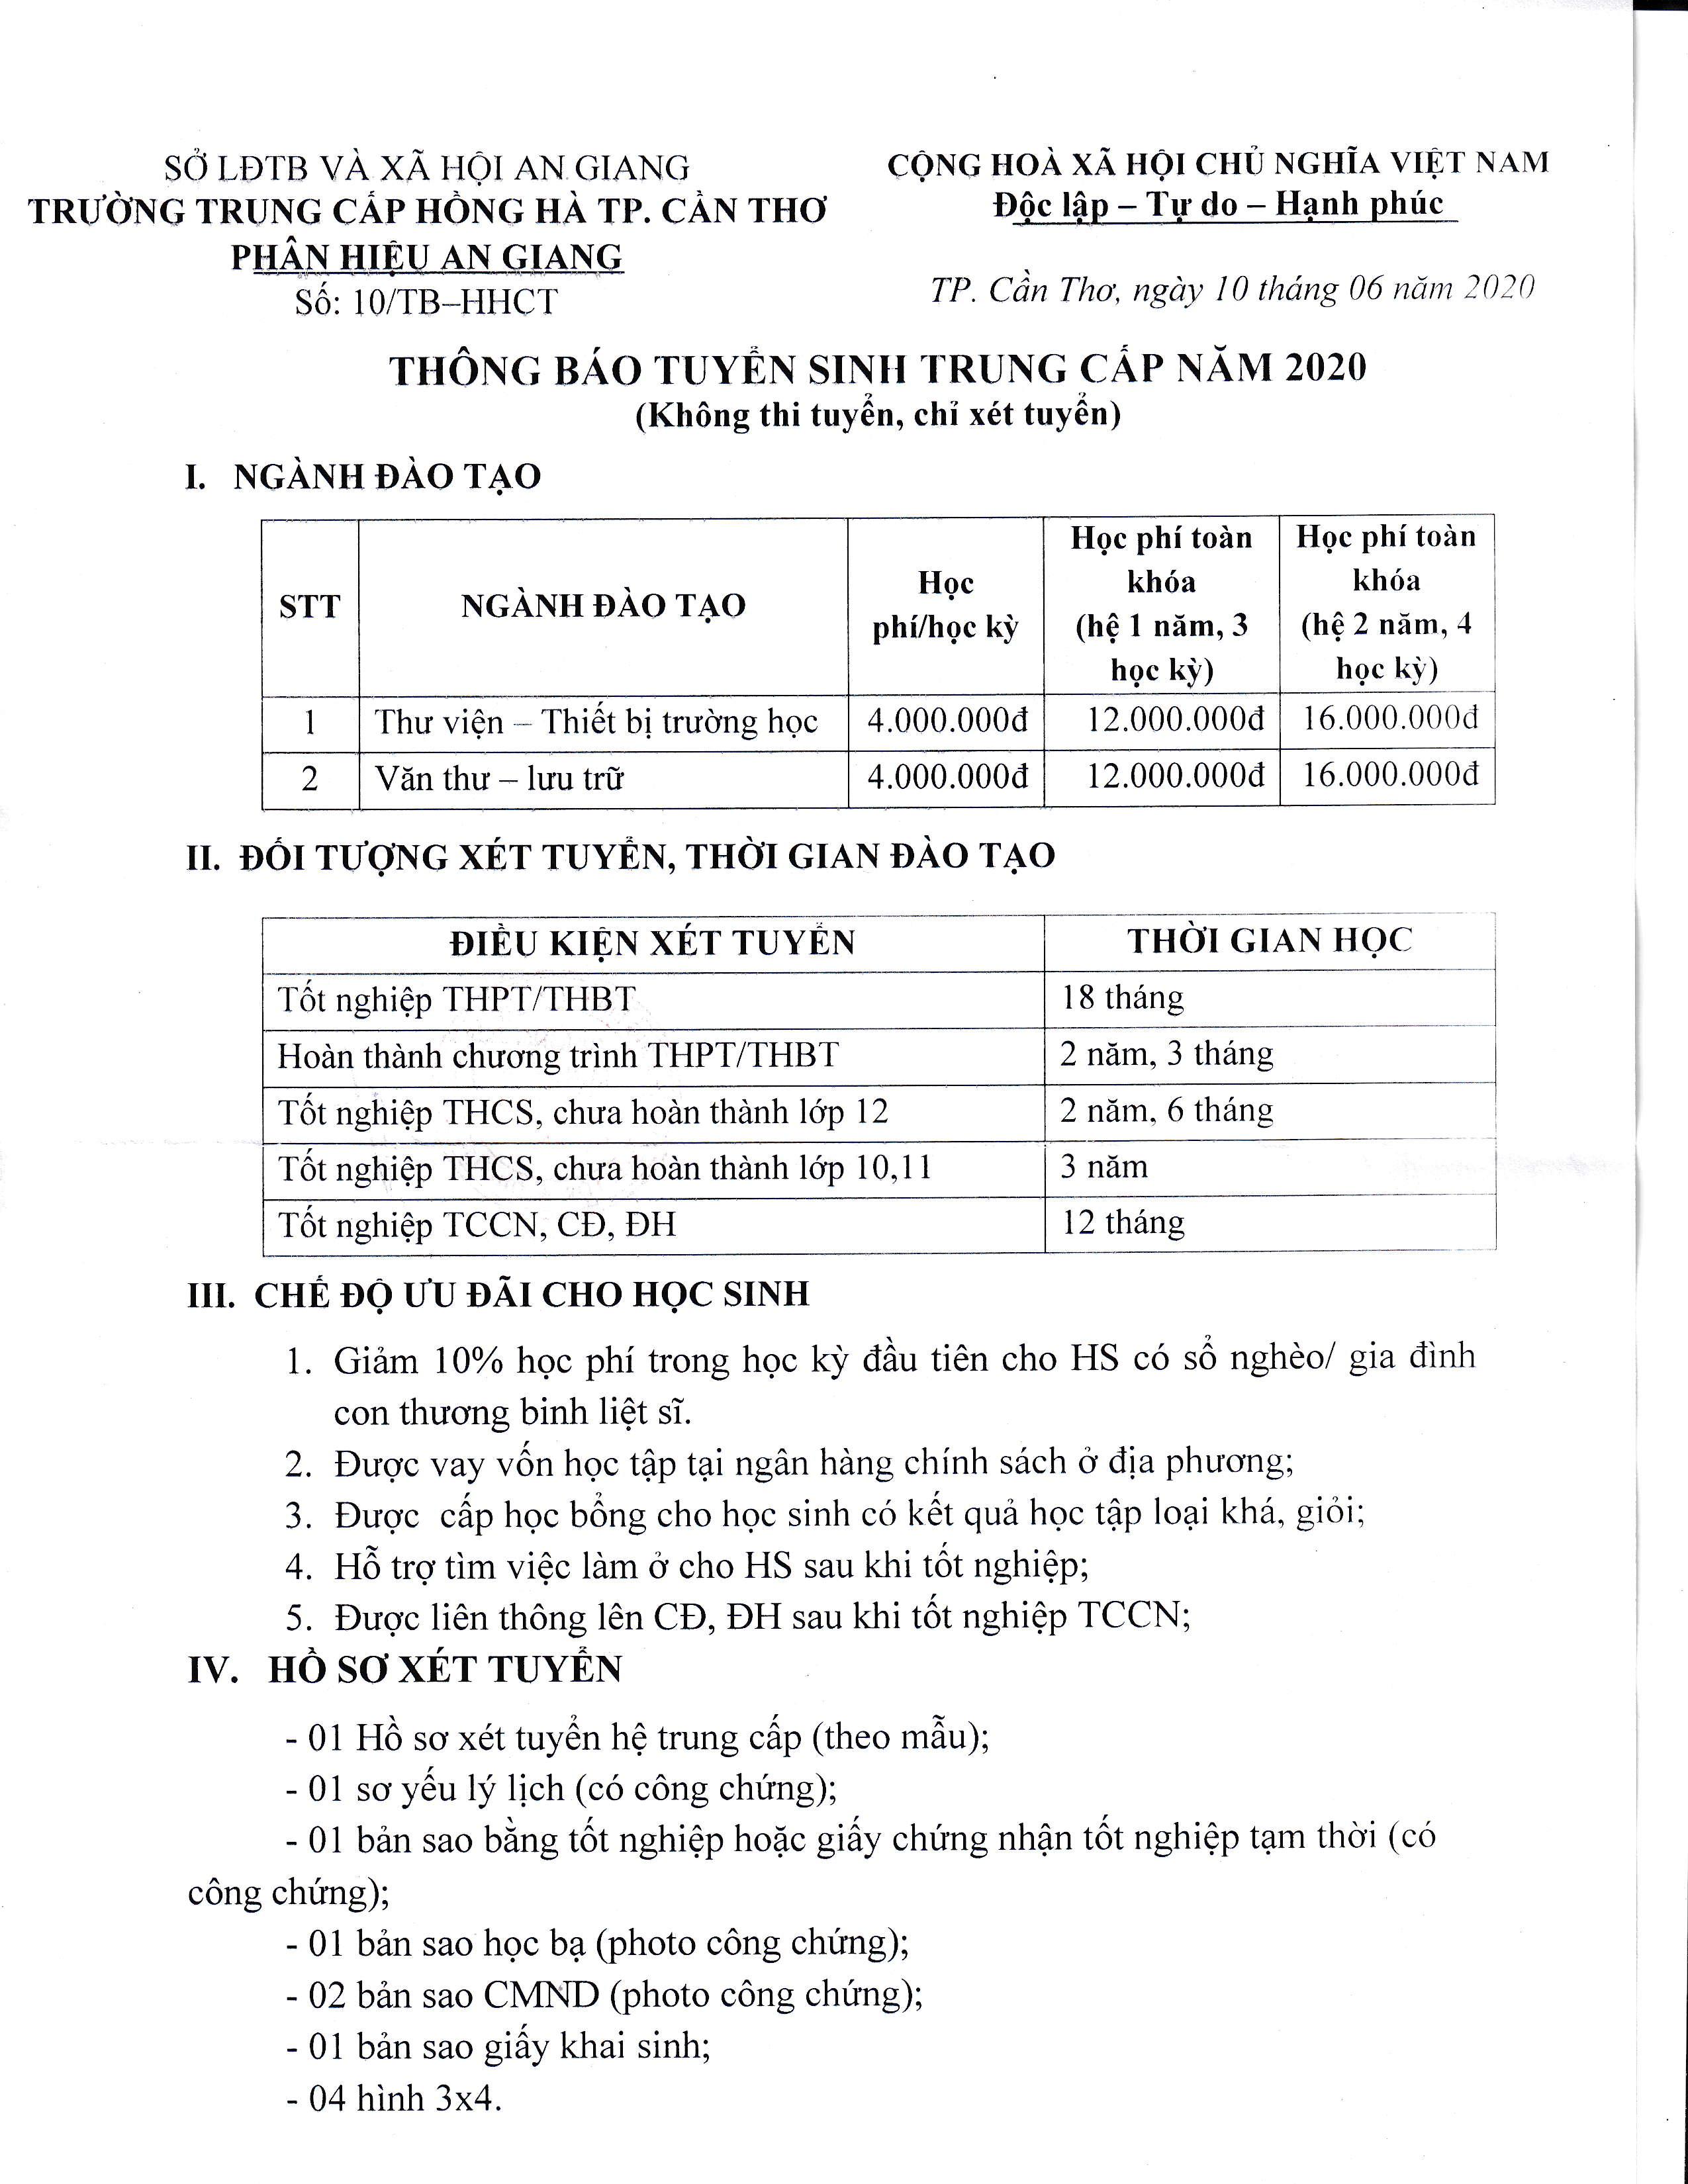 SỞ LĐTB VÀ XÃ HỘI AN GIANG
TRƯỜNG TRUNG CẤP HỒNG HÀ TP. CẦN THƠ
PHÂN HIỆU AN GIANG
Số: 10/TB–HHCT
CỘNG HOÀ XÃ HỘI CHỦ NGHĨA VIỆT NAM
Độc lập – Tự do – Hạnh phúc
TP. Cần Thơ, ngày 10 tháng 06 năm 2020
THÔNG BÁO TUYỂN SINH TRUNG CẤP NĂM 2020
(Không thi tuyển, chỉ xét tuyển)
I. NGÀNH ĐÀO TẠO
STT
NGÀNH ĐÀO TẠO
Học
phí/học kỳ
Học phí toàn
khóa
(hệ 1 năm, 3
học kỳ)
Học phí toàn
khóa
(hệ 2 năm, 4
học kỳ)
1 Thư viện – Thiết bị trường học 4.000.000đ 12.000.000đ 16.000.000đ
2 Văn thư – lưu trữ 4.000.000đ 12.000.000đ 16.000.000đ
II. ĐỐI TƯỢNG XÉT TUYỂN, THỜI GIAN ĐÀO TẠO
ĐIỀU KIỆN XÉT TUYỂN THỜI GIAN HỌC
Tốt nghiệp THPT/THBT 18 tháng
Hoàn thành chương trình THPT/THBT 2 năm, 3 tháng
Tốt nghiệp THCS, chưa hoàn thành lớp 12 2 năm, 6 tháng
Tốt nghiệp THCS, chưa hoàn thành lớp 10,11 3 năm
Tốt nghiệp TCCN, CĐ, ĐH 12 tháng
III. CHẾ ĐỘ ƯU ĐÃI CHO HỌC SINH
1. Giảm 10% học phí trong học kỳ đầu tiên cho HS có sổ nghèo/ gia đình
con thương binh liệt sĩ.
2. Được vay vốn học tập tại ngân hàng chính sách ở địa phương;
3. Được cấp học bổng cho học sinh có kết quả học tập loại khá, giỏi;
4. Hỗ trợ tìm việc làm ở cho HS sau khi tốt nghiệp;
5. Được liên thông lên CĐ, ĐH sau khi tốt nghiệp TCCN;
IV. HỒ SƠ XÉT TUYỂN
- 01 Hồ sơ xét tuyển hệ trung cấp (theo mẫu);
- 01 sơ yếu lý lịch (có công chứng);
- 01 bản sao bằng tốt nghiệp hoặc giấy chứng nhận tốt nghiệp tạm thời (có
công chứng);
- 01 bản sao học bạ (photo công chứng);
- 02 bản sao CMND (photo công chứng);
- 01 bản sao giấy khai sinh;
- 04 hình 3x4.